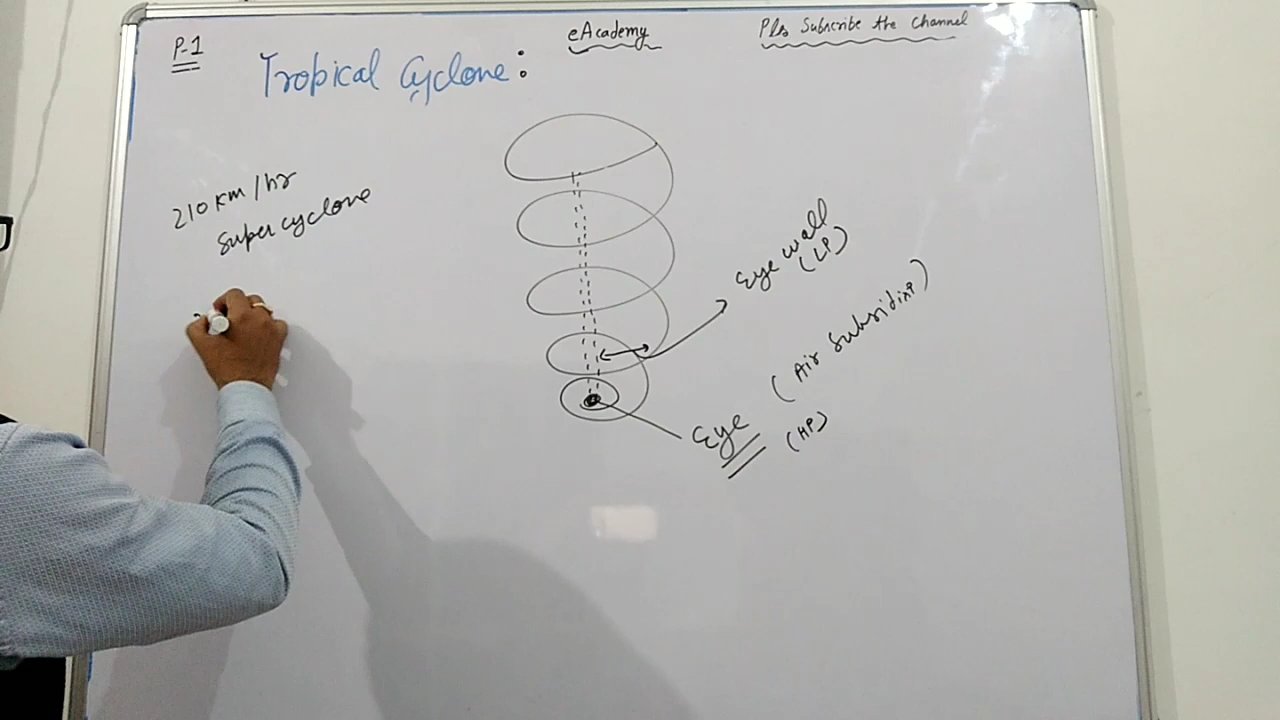 P-1
eAcademy
Pls Subscribe the Channel
Tropical Cyclone:
210 km/hr
Super cyclone
Eye wall
(LP)
Eye
(Air Subsiding)
(HP)